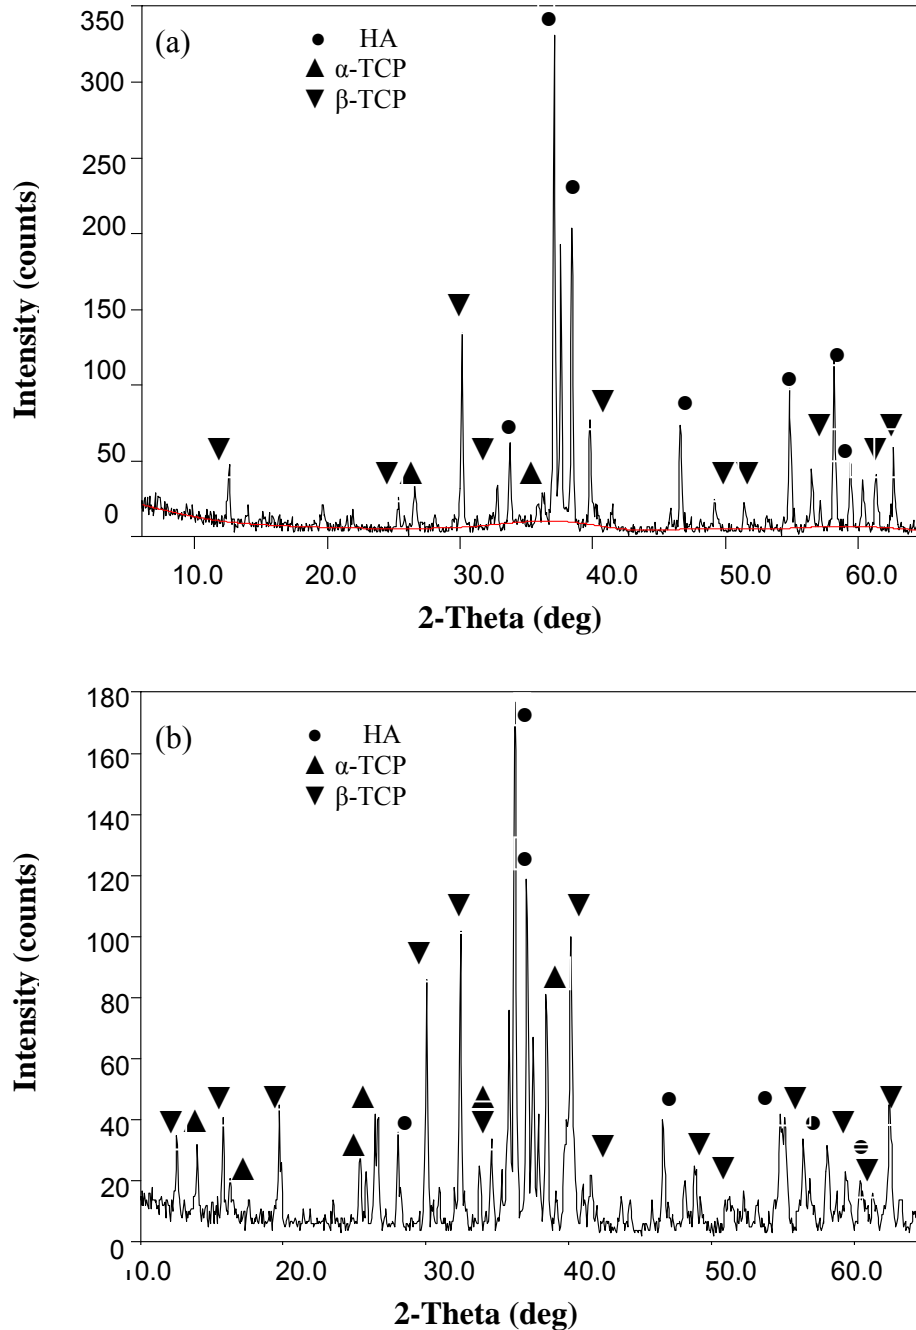 350
(a)
● HA
▲ α-TCP
▼ β-TCP
300
250
200
150
100
50
0
Intensity (counts)
10.0 20.0 30.0 40.0 50.0 60.0
2-Theta (deg)
180
(b)
● HA
▲ α-TCP
▼ β-TCP
160
140
120
100
80
60
40
20
0
Intensity (counts)
10.0 20.0 30.0 40.0 50.0 60.0
2-Theta (deg)